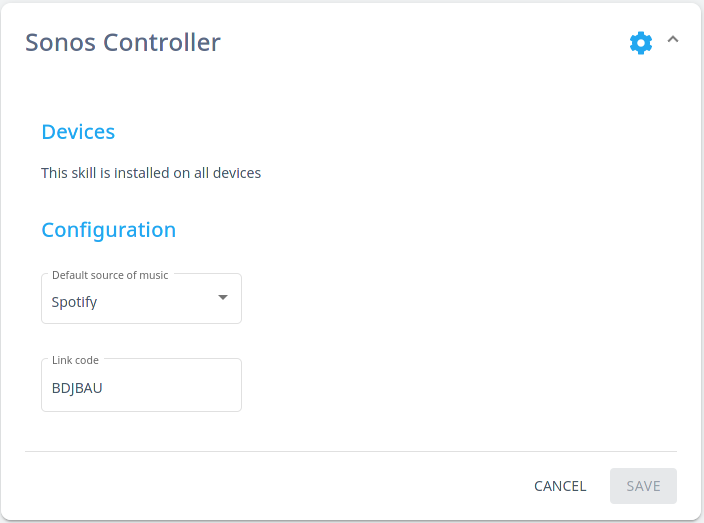 Sonos Controller
Devices
This skill is installed on all devices
Configuration
Default source of music
Spotify
Link code
BDJBAU
CANCEL
SAVE